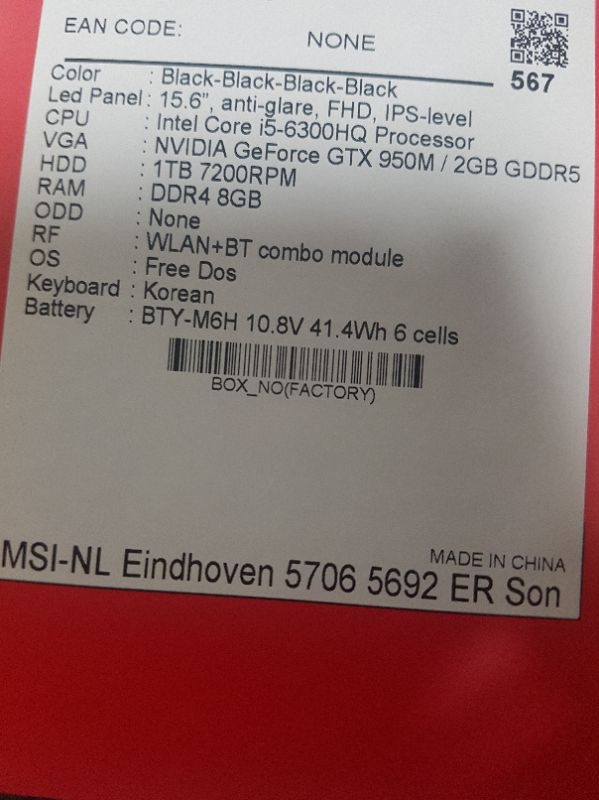 EAN CODE: NONE
567
Color : Black-Black-Black-Black
Led Panel : 15.6", anti-glare, FHD, IPS-level
CPU : Intel Core i5-6300HQ Processor
VGA : NVIDIA GeForce GTX 950M / 2GB GDDR5
HDD : 1TB 7200RPM
RAM : DDR4 8GB
ODD : None
RF : WLAN+BT combo module
OS : Free Dos
Keyboard : Korean
Battery : BTY-M6H 10.8V 41.4Wh 6 cells
BOX_NO(FACTORY)
MADE IN CHINA
MSI-NL Eindhoven 5706 5692 ER Son